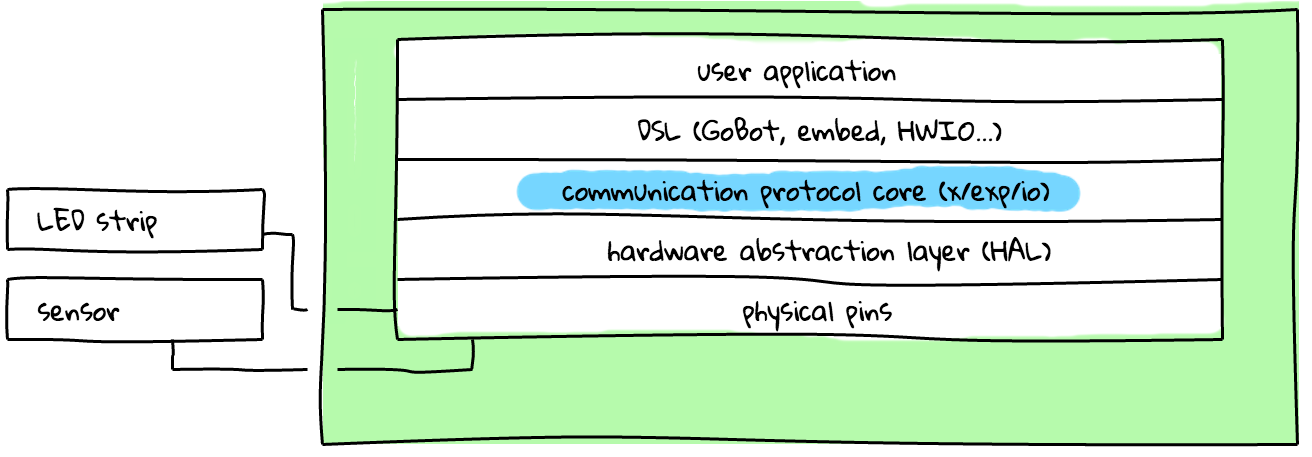 user application
DSL (GoBot, embed, HWIO...)
communication protocol core (x/exp/io)
LED strip
hardware abstraction layer (HAL)
sensor
physical pins